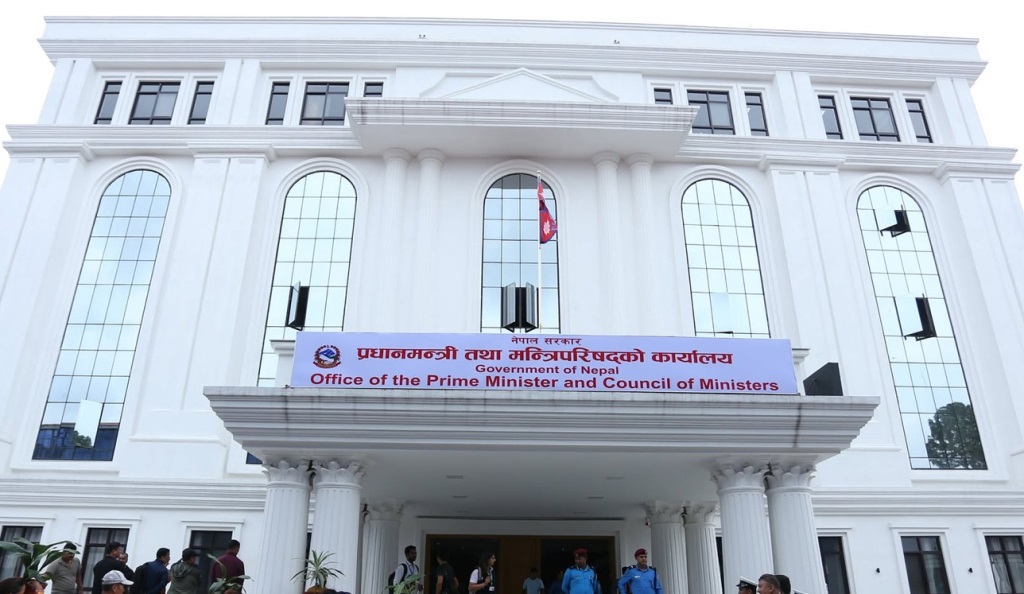 नेपाल सरकार
प्रधानमन्त्री तथा मन्त्रिपरिषद्को कार्यालय
Government of Nepal
Office of the Prime Minister and Council of Ministers